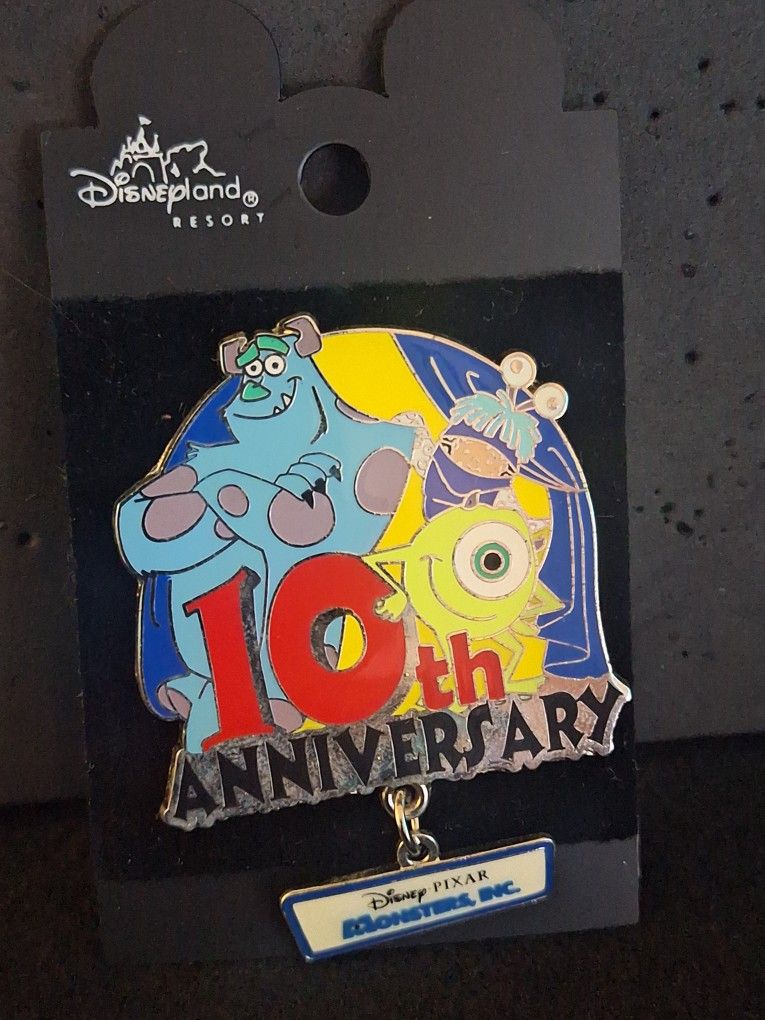 Disneyland®
RESORT
10th
ANNIVERSARY
Disney PIXAR
MONSTERS, INC.